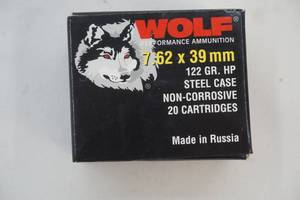 WOLF
PERFORMANCE AMMUNITION
7.62 x 39 mm
122 GR. HP
STEEL CASE
NON-CORROSIVE
20 CARTRIDGES
Made in Russia